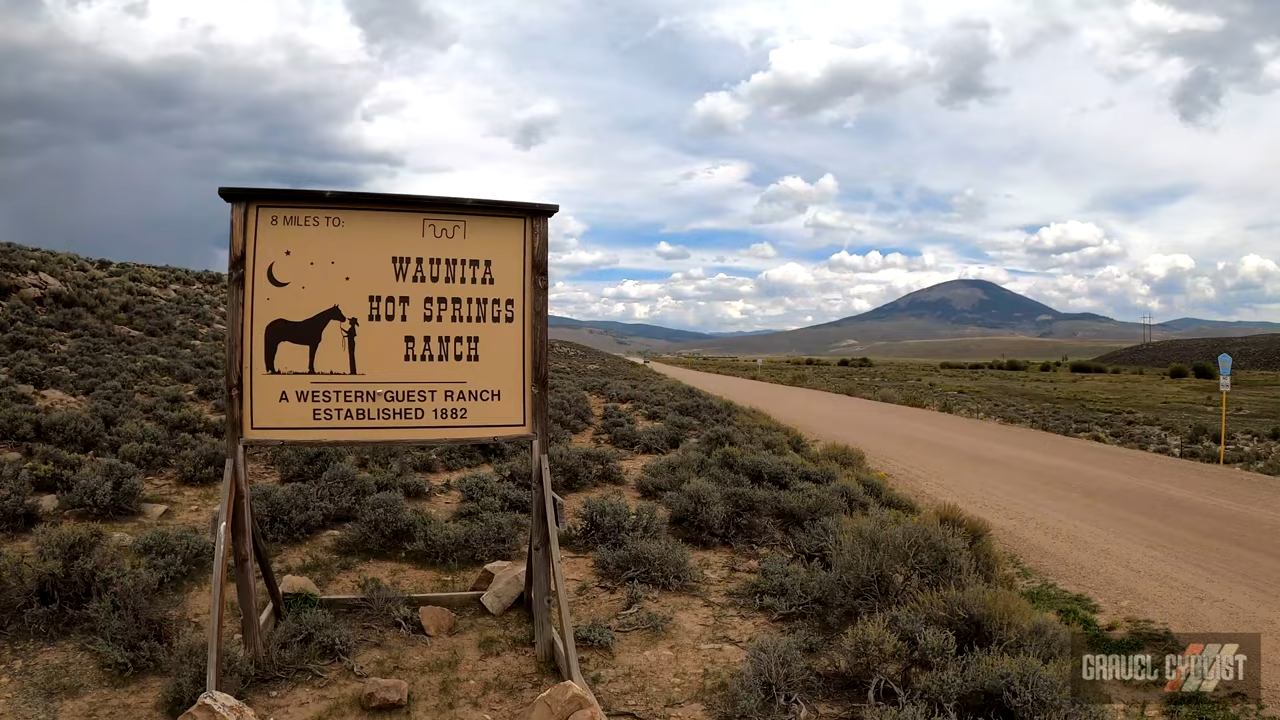 8 MILES TO:
WAUNITA
HOT SPRINGS
RANCH
A WESTERN GUEST RANCH
ESTABLISHED 1882
GRAVEL CYCLIST